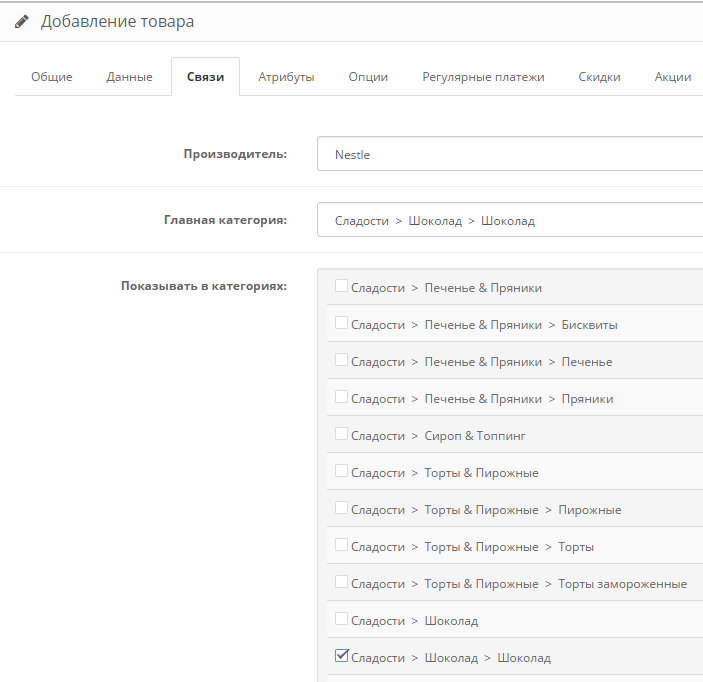 Добавление товара
Общие Данные Связи Атрибуты Опции Регулярные платежи Скидки Акции
Производитель: Nestle
Главная категория: Сладости > Шоколад > Шоколад
Показывать в категориях: Сладости > Печенье & Пряники
Сладости > Печенье & Пряники > Бисквиты
Сладости > Печенье & Пряники > Печенье
Сладости > Печенье & Пряники > Пряники
Сладости > Сироп & Топпинг
Сладости > Торты & Пирожные
Сладости > Торты & Пирожные > Пирожные
Сладости > Торты & Пирожные > Торты
Сладости > Торты & Пирожные > Торты замороженные
Сладости > Шоколад
Сладости > Шоколад > Шоколад